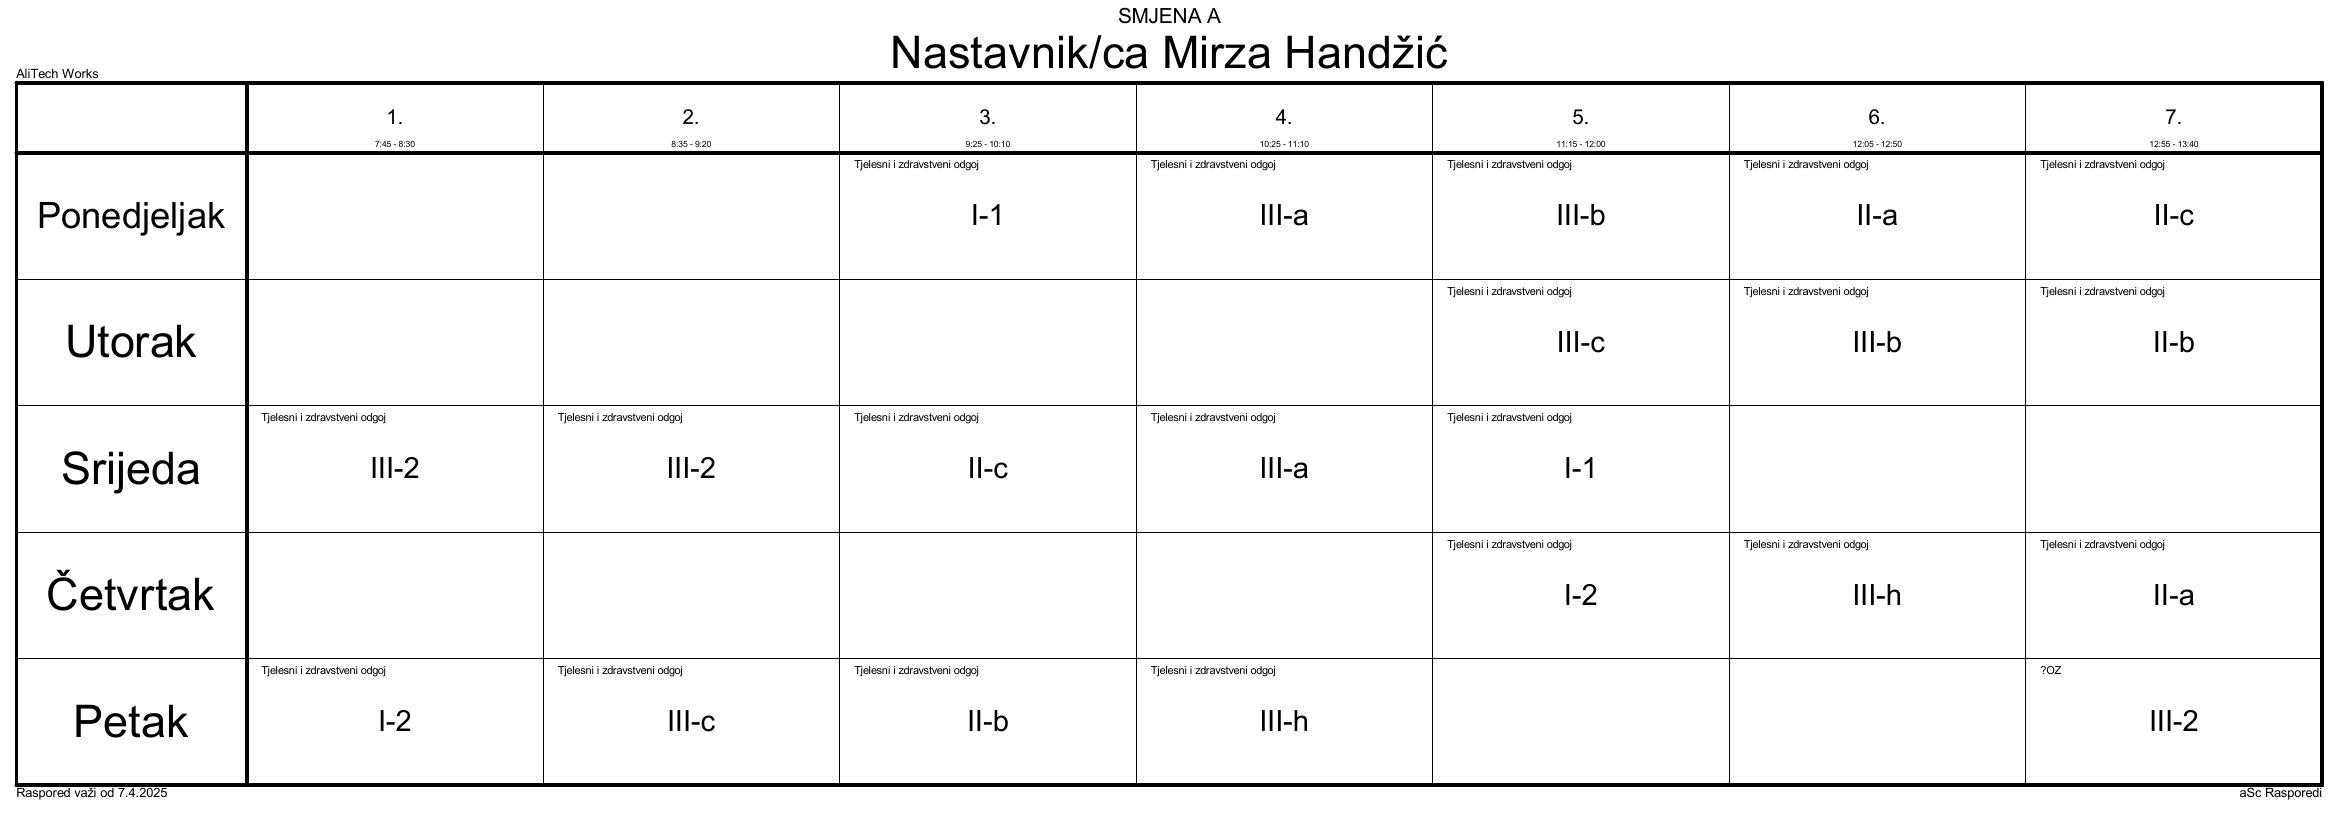 SMJENA A
Nastavnik/ca Mirza Handžić
AliTech Works
1. 2. 3. 4. 5. 6. 7.
7:45 - 8:30 8:35 - 9:20 9:25 - 10:10 10:25 - 11:10 11:15 - 12:00 12:05 - 12:50 12:55 - 13:40
Tjelesni i zdravstveni odgoj Tjelesni i zdravstveni odgoj Tjelesni i zdravstveni odgoj Tjelesni i zdravstveni odgoj Tjelesni i zdravstveni odgoj
Ponedjeljak I-1 III-a III-b II-a II-c
Tjelesni i zdravstveni odgoj Tjelesni i zdravstveni odgoj Tjelesni i zdravstveni odgoj
Utorak III-c III-b II-b
Tjelesni i zdravstveni odgoj Tjelesni i zdravstveni odgoj Tjelesni i zdravstveni odgoj Tjelesni i zdravstveni odgoj Tjelesni i zdravstveni odgoj
Srijeda III-2 III-2 II-c III-a I-1
Tjelesni i zdravstveni odgoj Tjelesni i zdravstveni odgoj Tjelesni i zdravstveni odgoj
Četvrtak I-2 III-h II-a
Tjelesni i zdravstveni odgoj Tjelesni i zdravstveni odgoj Tjelesni i zdravstveni odgoj Tjelesni i zdravstveni odgoj ?OZ
Petak I-2 III-c II-b III-h III-2
Raspored važi od 7.4.2025 aSc Rasporedi